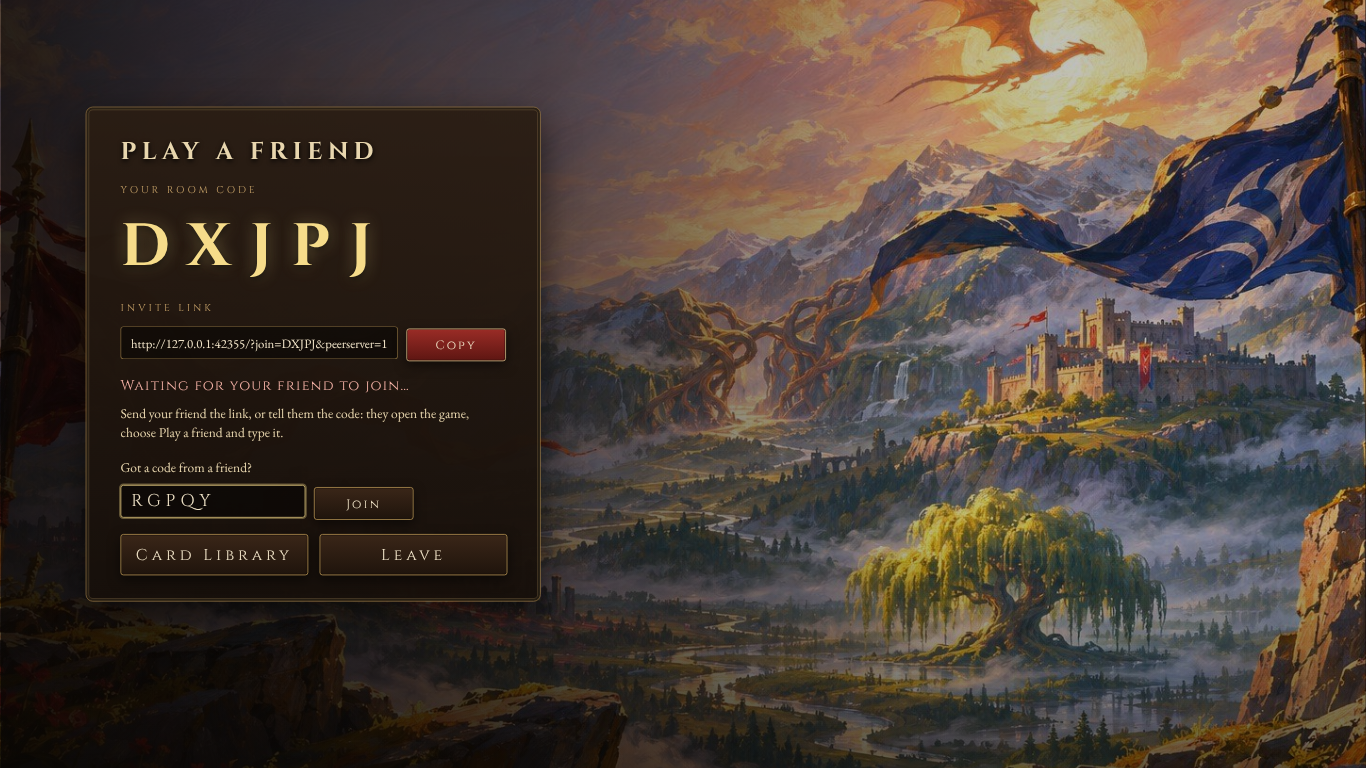 PLAY A FRIEND
YOUR ROOM CODE
DXJPJ
INVITE LINK
http://127.0.0.1:42355/?join=DXJPJ&peerserver=1
COPY
WAITING FOR YOUR FRIEND TO JOIN…
Send your friend the link, or tell them the code: they open the game,
choose Play a friend and type it.
Got a code from a friend?
RGPQY
JOIN
CARD LIBRARY
LEAVE